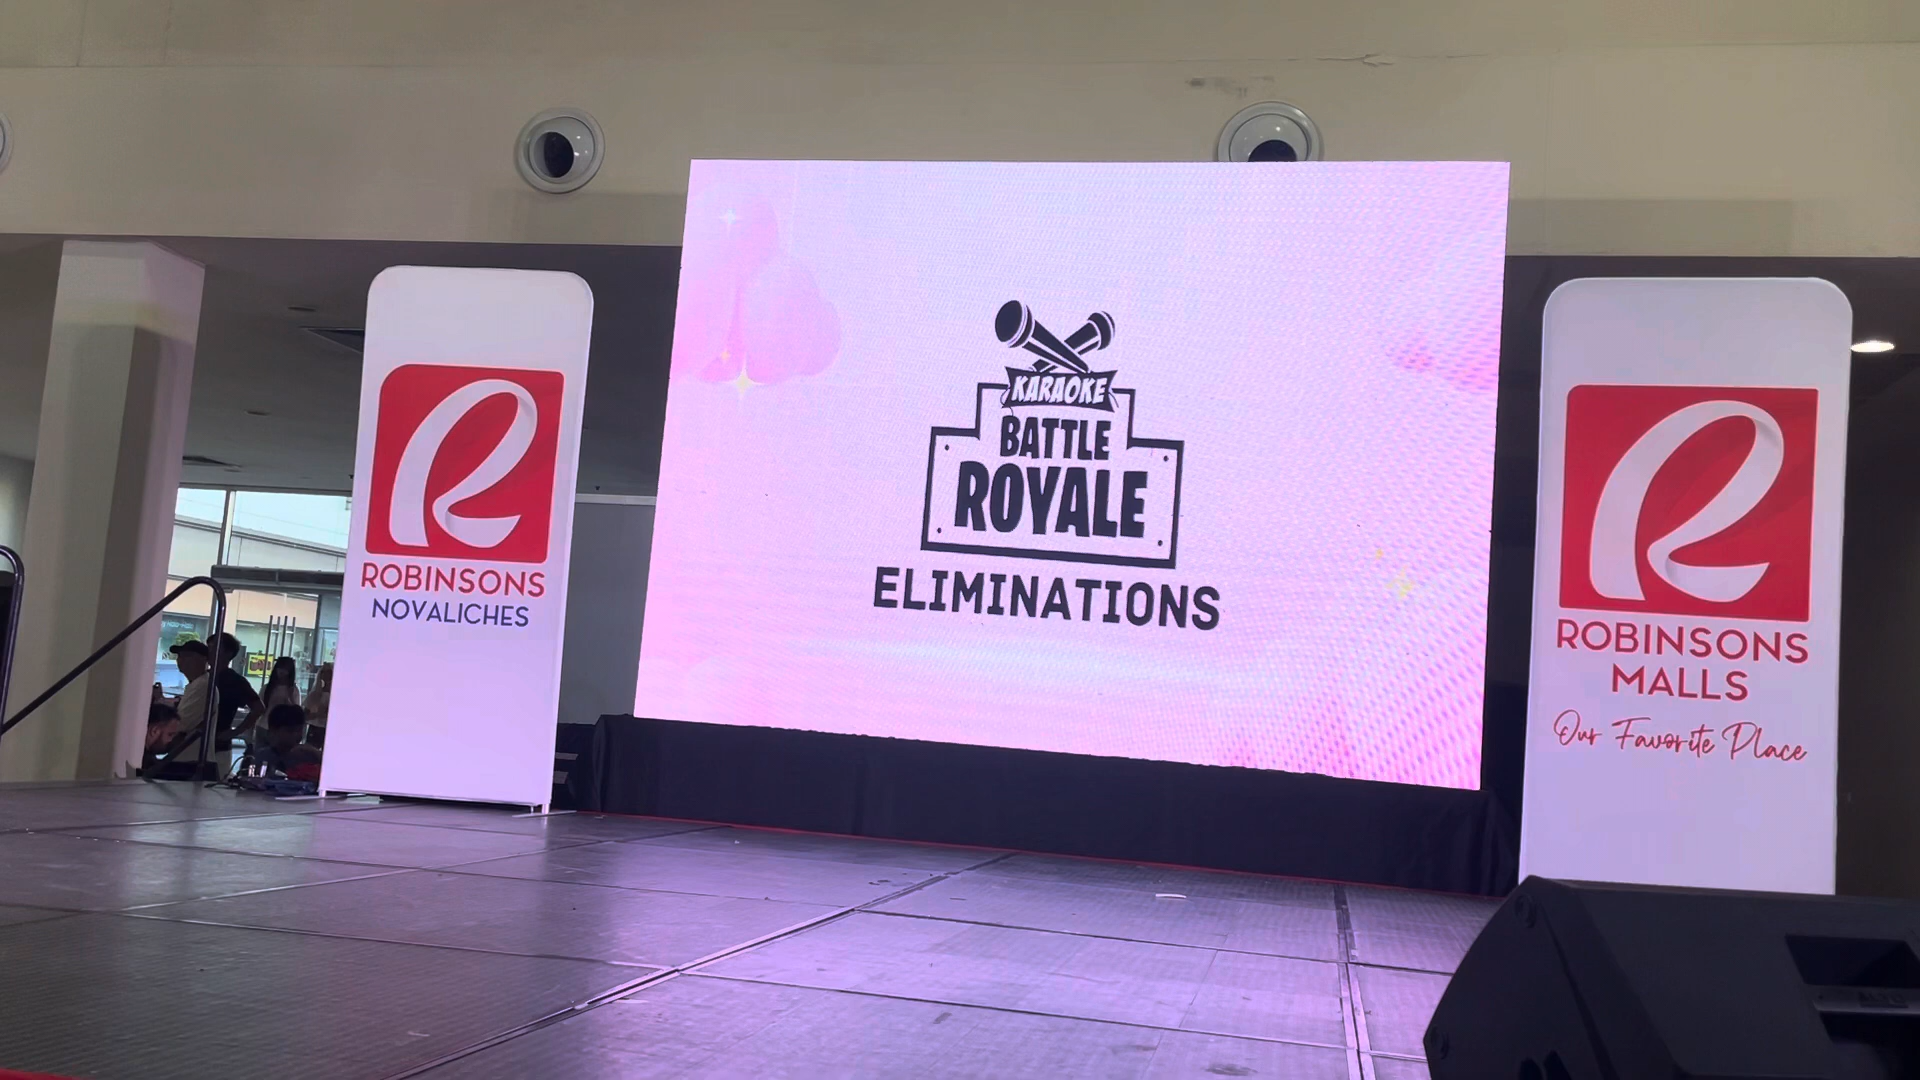 ROBINSONS
NOVALICHES
KARAOKE
BATTLE
ROYALE
ELIMINATIONS
ROBINSONS
MALLS
Our Favorite Place